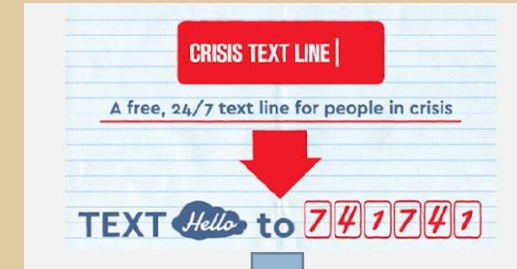 CRISIS TEXT LINE|
A free, 24/7 text line for people in crisis
TEXT Hello to 741741